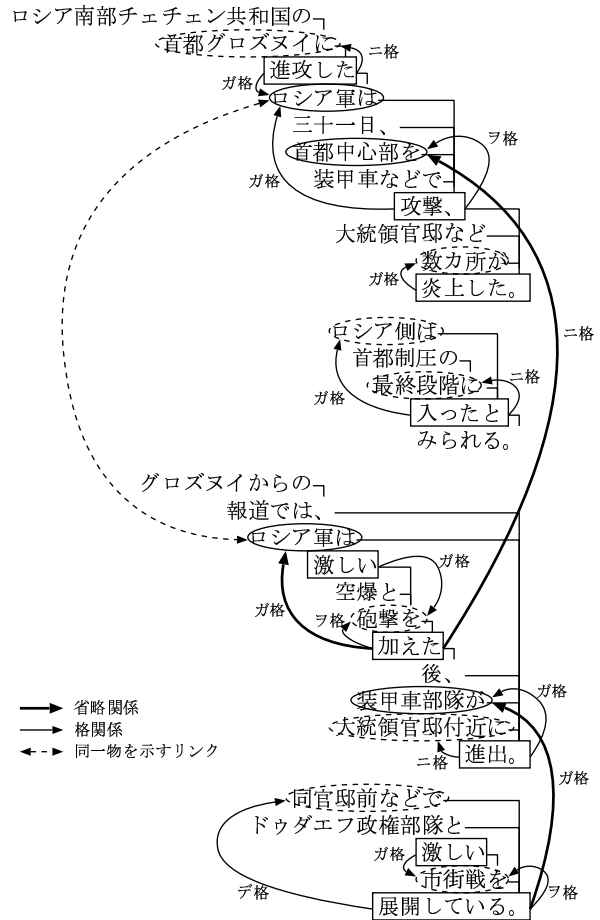 ロシア南部チェチェン共和国の
首都グロズヌイに
ニ格
進攻した
ガ格
ロシア軍は
三十一日、
ヲ格
首都中心部を
装甲車などで
ガ格
攻撃、
大統領官邸など
数カ所が
ガ格
炎上した。
ロシア側は
ニ格
首都制圧の
最終段階に
ニ格
ガ格
入ったと
みられる。
グロズヌイからの
報道では、
ロシア軍は
激しい
ガ格
空爆と
ガ格
ヲ格
砲撃を
加えた
後、
装甲車部隊が
ガ格
省略関係
大統領官邸付近に
格関係
同一物を示すリンク
ニ格
進出。
ガ格
同官邸前などで
ドゥダエフ政権部隊と
ガ格
激しい
市街戦を
デ格
ヲ格
展開している。